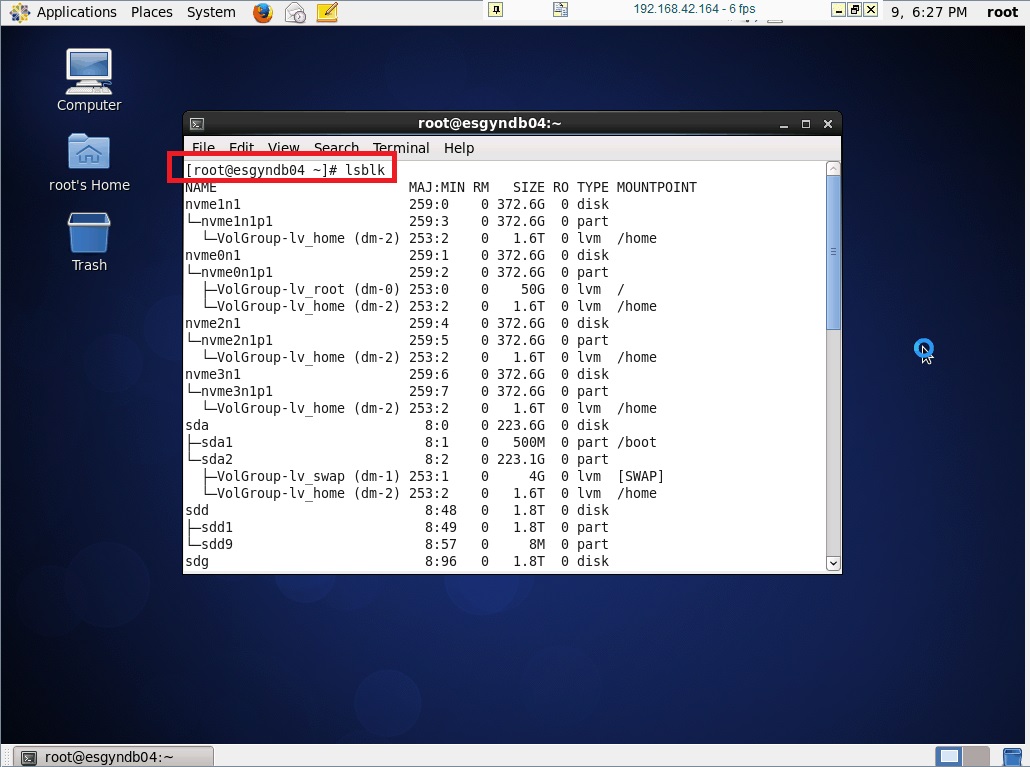 Applications Places System
192.168.42.164 - 6 fps
9, 6:27 PM root
Computer
root's Home
Trash
root@esgyndb04:~
File Edit View Search Terminal Help
[root@esgyndb04 ~]# lsblk
NAME MAJ:MIN RM SIZE RO TYPE MOUNTPOINT
nvme1n1 259:0 0 372.6G 0 disk
└─nvme1n1p1 259:3 0 372.6G 0 part
└─VolGroup-lv_home (dm-2) 253:2 0 1.6T 0 lvm /home
nvme0n1 259:1 0 372.6G 0 disk
└─nvme0n1p1 259:2 0 372.6G 0 part
├─VolGroup-lv_root (dm-0) 253:0 0 50G 0 lvm /
└─VolGroup-lv_home (dm-2) 253:2 0 1.6T 0 lvm /home
nvme2n1 259:4 0 372.6G 0 disk
└─nvme2n1p1 259:5 0 372.6G 0 part
└─VolGroup-lv_home (dm-2) 253:2 0 1.6T 0 lvm /home
nvme3n1 259:6 0 372.6G 0 disk
└─nvme3n1p1 259:7 0 372.6G 0 part
└─VolGroup-lv_home (dm-2) 253:2 0 1.6T 0 lvm /home
sda 8:0 0 223.6G 0 disk
├─sda1 8:1 0 500M 0 part /boot
└─sda2 8:2 0 223.1G 0 part
├─VolGroup-lv_swap (dm-1) 253:1 0 4G 0 lvm [SWAP]
└─VolGroup-lv_home (dm-2) 253:2 0 1.6T 0 lvm /home
sdd 8:48 0 1.8T 0 disk
├─sdd1 8:49 0 1.8T 0 part
└─sdd9 8:57 0 8M 0 part
sdg 8:96 0 1.8T 0 disk
root@esgyndb04:~